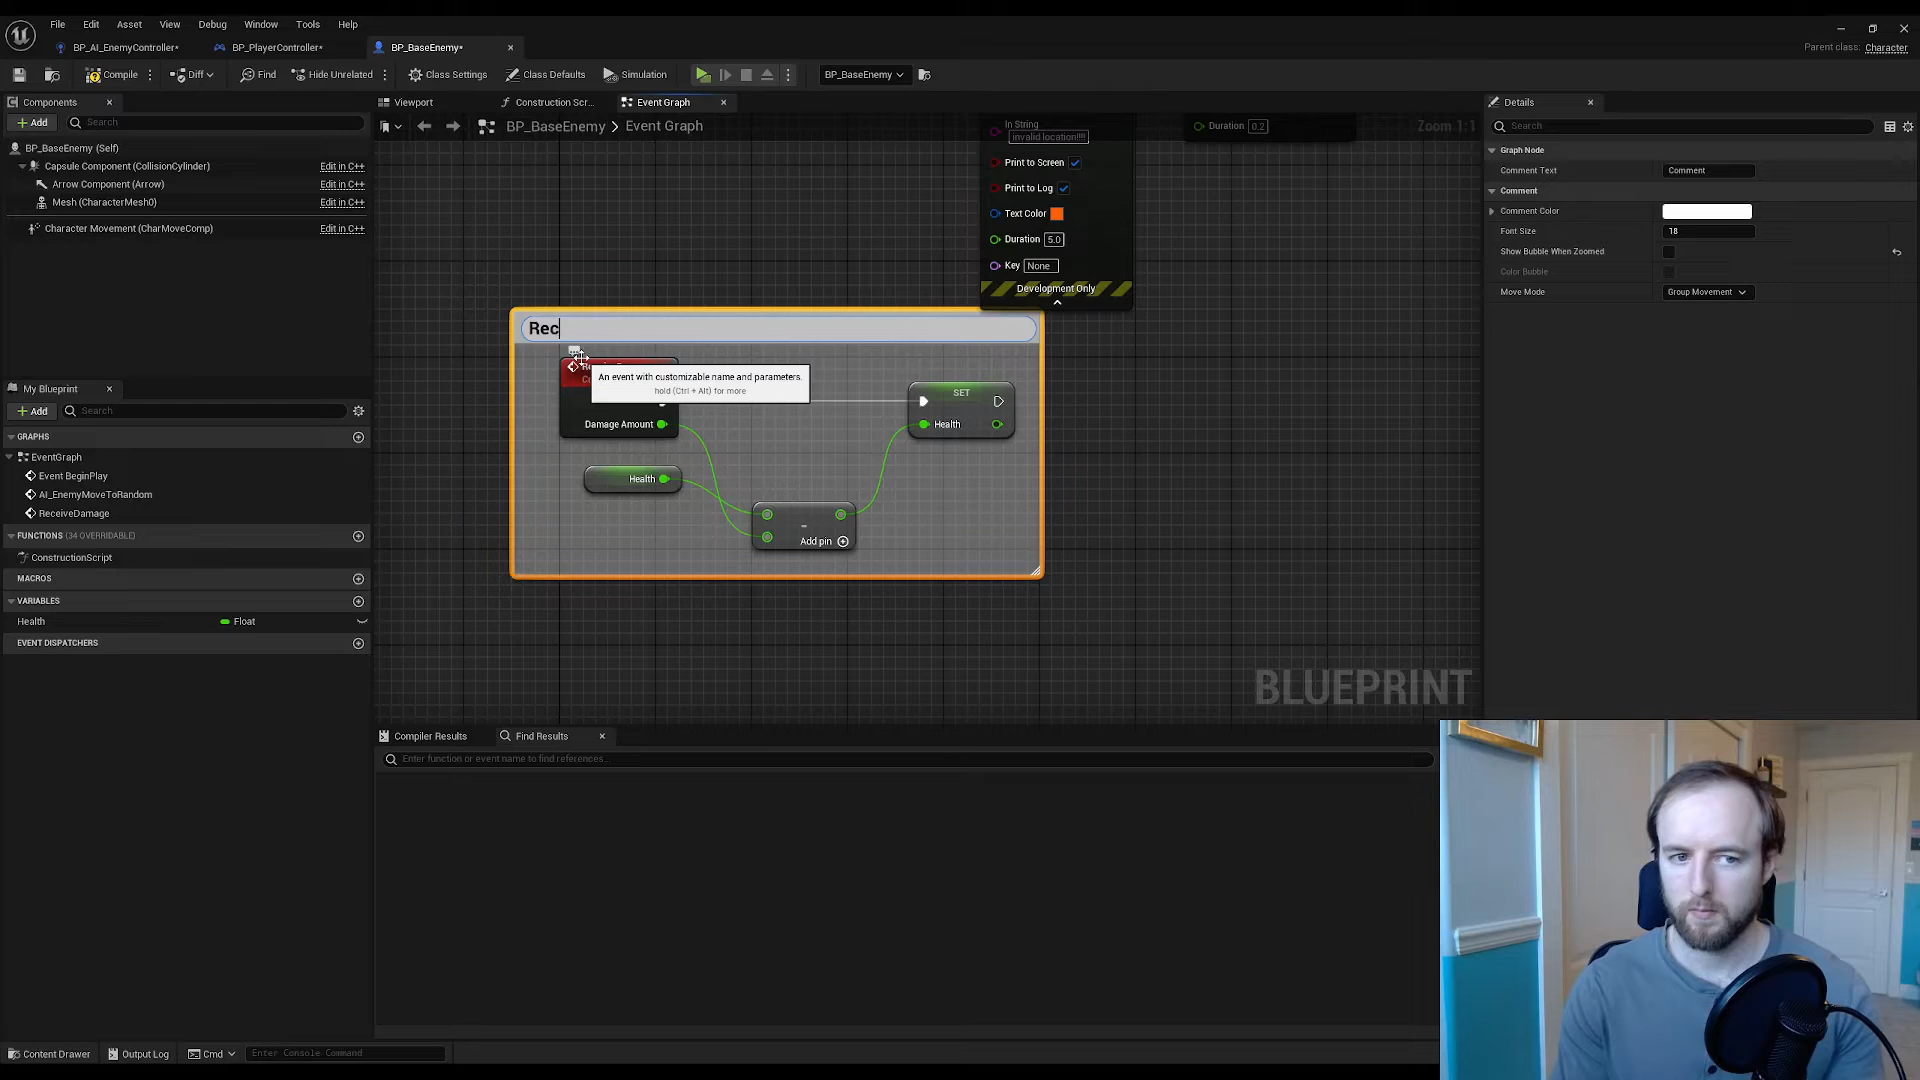 File Edit Asset View Debug Window Tools Help
BP_AI_EnemyController* BP_PlayerController* BP_BaseEnemy*
Parent class: Character
Compile Diff Find Hide Unrelated Class Settings Class Defaults Simulation BP_BaseEnemy
Components
Add Search
BP_BaseEnemy (Self)
Capsule Component (CollisionCylinder) Edit in C++
Arrow Component (Arrow) Edit in C++
Mesh (CharacterMesh0) Edit in C++
Character Movement (CharMoveComp) Edit in C++
My Blueprint
Add Search
GRAPHS
EventGraph
Event BeginPlay
AI_EnemyMoveToRandom
ReceiveDamage
FUNCTIONS (34 OVERRIDABLE)
ConstructionScript
MACROS
VARIABLES
Health Float
EVENT DISPATCHERS
Viewport Construction Scr... Event Graph
BP_BaseEnemy > Event Graph
Zoom 1:1
In String
invalid location!!!!
Print to Screen
Print to Log
Text Color
Duration 5.0
Key None
Development Only
Duration 0.2
Rec
An event with customizable name and parameters.
hold (Ctrl + Alt) for more
Damage Amount
Health
SET
Health
-
Add pin
BLUEPRINT
Compiler Results Find Results
Enter function or event name to find references...
Details
Search
Graph Node
Comment Text Comment
Comment
Comment Color
Font Size 18
Show Bubble When Zoomed
Color Bubble
Move Mode Group Movement
Content Drawer Output Log Cmd Enter Console Command